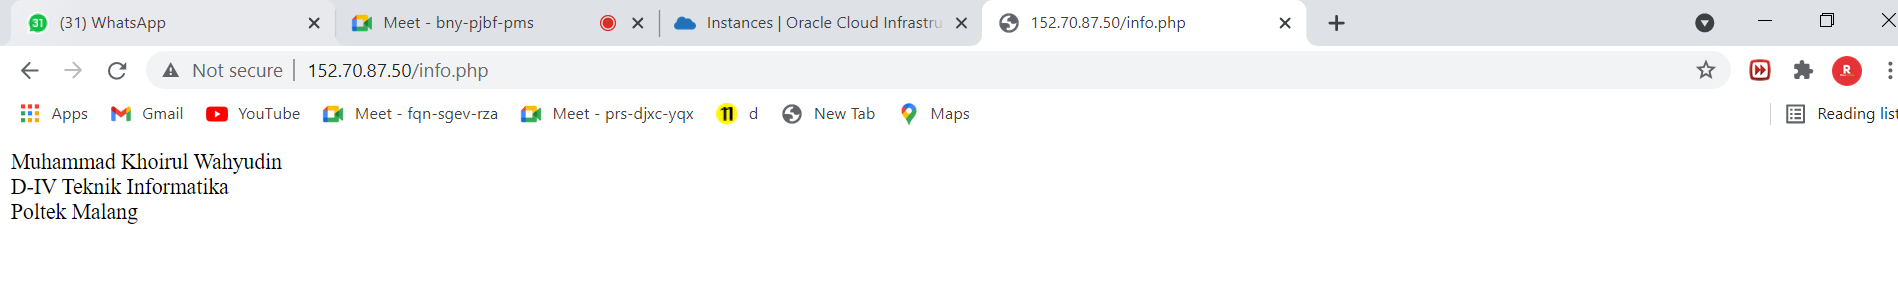 31 (31) WhatsApp
Meet - bny-pjbf-pms
Instances | Oracle Cloud Infrastru
152.70.87.50/info.php
Not secure | 152.70.87.50/info.php
R
Apps
Gmail
YouTube
Meet - fqn-sgev-rza
Meet - prs-djxc-yqx
11 d
New Tab
Maps
Reading list
Muhammad Khoirul Wahyudin
D-IV Teknik Informatika
Poltek Malang